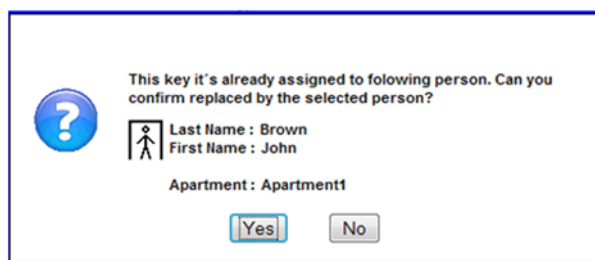 This key it´s already assigned to folowing person. Can you
confirm replaced by the selected person?
Last Name : Brown
First Name : John
Apartment : Apartment1
Yes No